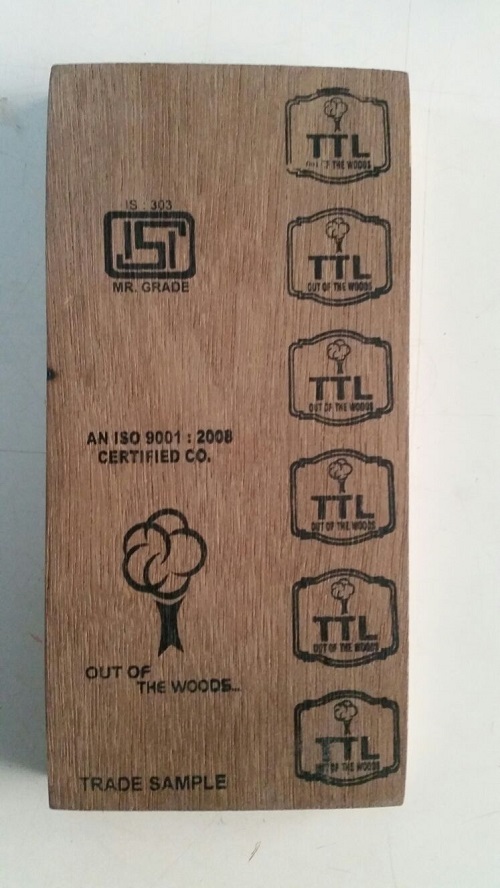 IS : 303
ISI
MR. GRADE
AN ISO 9001 : 2008
CERTIFIED CO.
OUT OF
THE WOODS...
TRADE SAMPLE
TTL
OUT OF THE WOODS
TTL
OUT OF THE WOODS
TTL
OUT OF THE WOODS
TTL
OUT OF THE WOODS
TTL
OUT OF THE WOODS
TTL
OUT OF THE WOODS